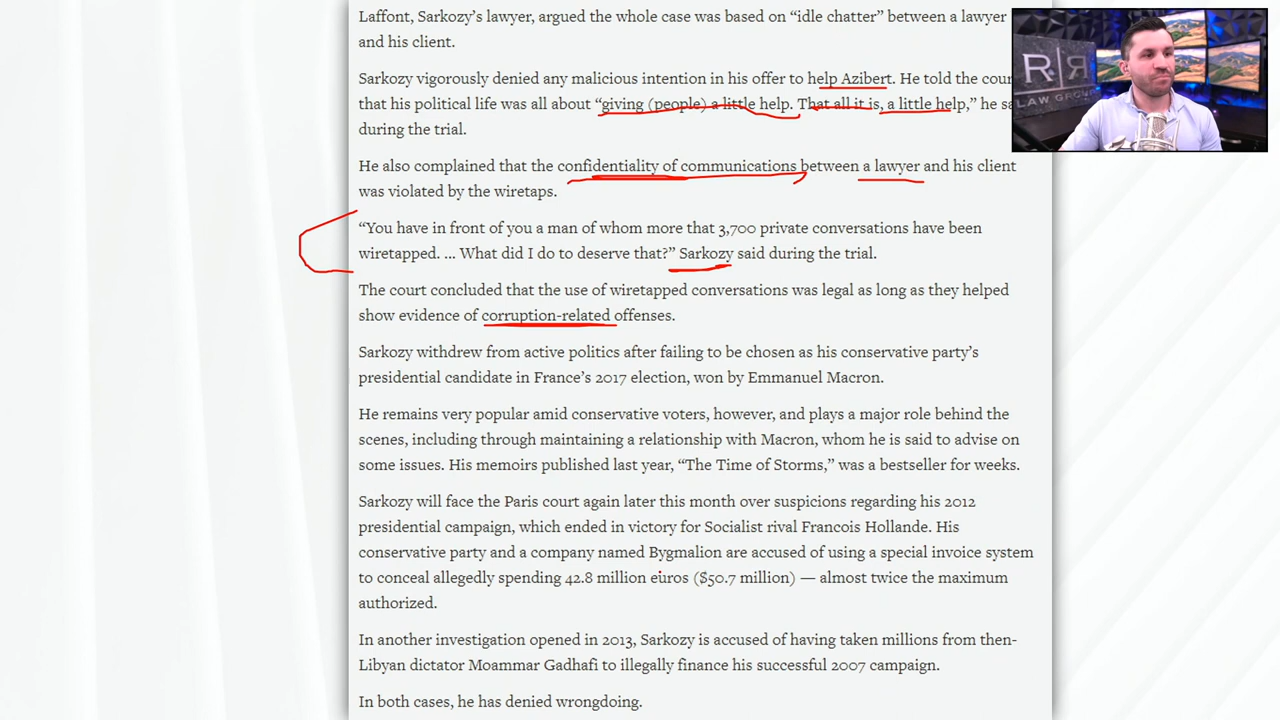 Laffont, Sarkozy's lawyer, argued the whole case was based on “idle chatter” between a lawyer
and his client.
Sarkozy vigorously denied any malicious intention in his offer to help Azibert. He told the cour
that his political life was all about “giving (people) a little help. That all it is, a little help,” he sa
during the trial.
He also complained that the confidentiality of communications between a lawyer and his client
was violated by the wiretaps.
“You have in front of you a man of whom more that 3,700 private conversations have been
wiretapped. ... What did I do to deserve that?” Sarkozy said during the trial.
The court concluded that the use of wiretapped conversations was legal as long as they helped
show evidence of corruption-related offenses.
Sarkozy withdrew from active politics after failing to be chosen as his conservative party's
presidential candidate in France's 2017 election, won by Emmanuel Macron.
He remains very popular amid conservative voters, however, and plays a major role behind the
scenes, including through maintaining a relationship with Macron, whom he is said to advise on
some issues. His memoirs published last year, “The Time of Storms,” was a bestseller for weeks.
Sarkozy will face the Paris court again later this month over suspicions regarding his 2012
presidential campaign, which ended in victory for Socialist rival Francois Hollande. His
conservative party and a company named Bygmalion are accused of using a special invoice system
to conceal allegedly spending 42.8 million euros ($50.7 million) — almost twice the maximum
authorized.
In another investigation opened in 2013, Sarkozy is accused of having taken millions from then-
Libyan dictator Moammar Gadhafi to illegally finance his successful 2007 campaign.
In both cases, he has denied wrongdoing.
R R
LAW GROUP